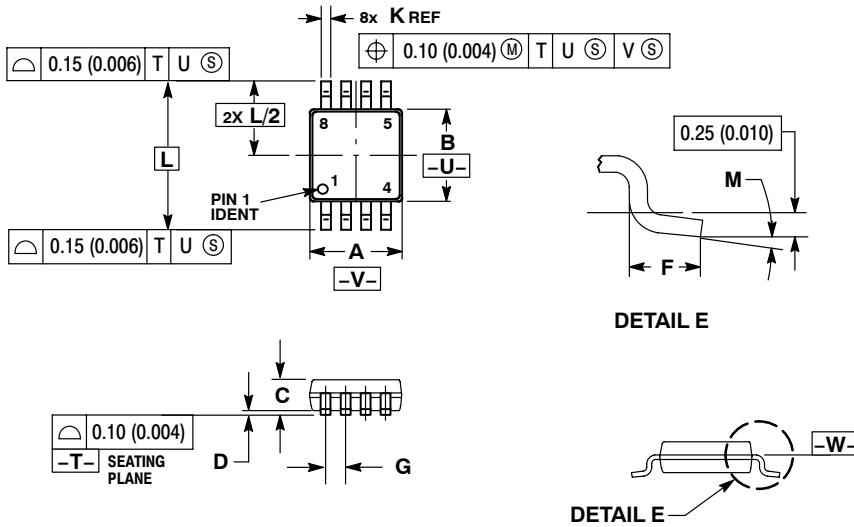 8x K REF
⌖ 0.10 (0.004) Ⓜ T U Ⓢ V Ⓢ
⌓ 0.15 (0.006) T U Ⓢ
2X L/2
8 5
B
–U–
L
1
4
PIN 1
IDENT
⌓ 0.15 (0.006) T U Ⓢ
A
–V–
0.25 (0.010)
M
F
DETAIL E
C
⌓ 0.10 (0.004)
–T– SEATING
PLANE
D
G
–W–
DETAIL E